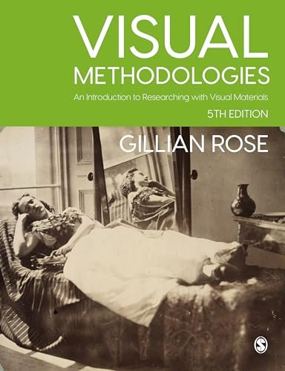 VISUAL
METHODOLOGIES
An Introduction to Researching with Visual Materials
5TH EDITION
GILLIAN ROSE
S